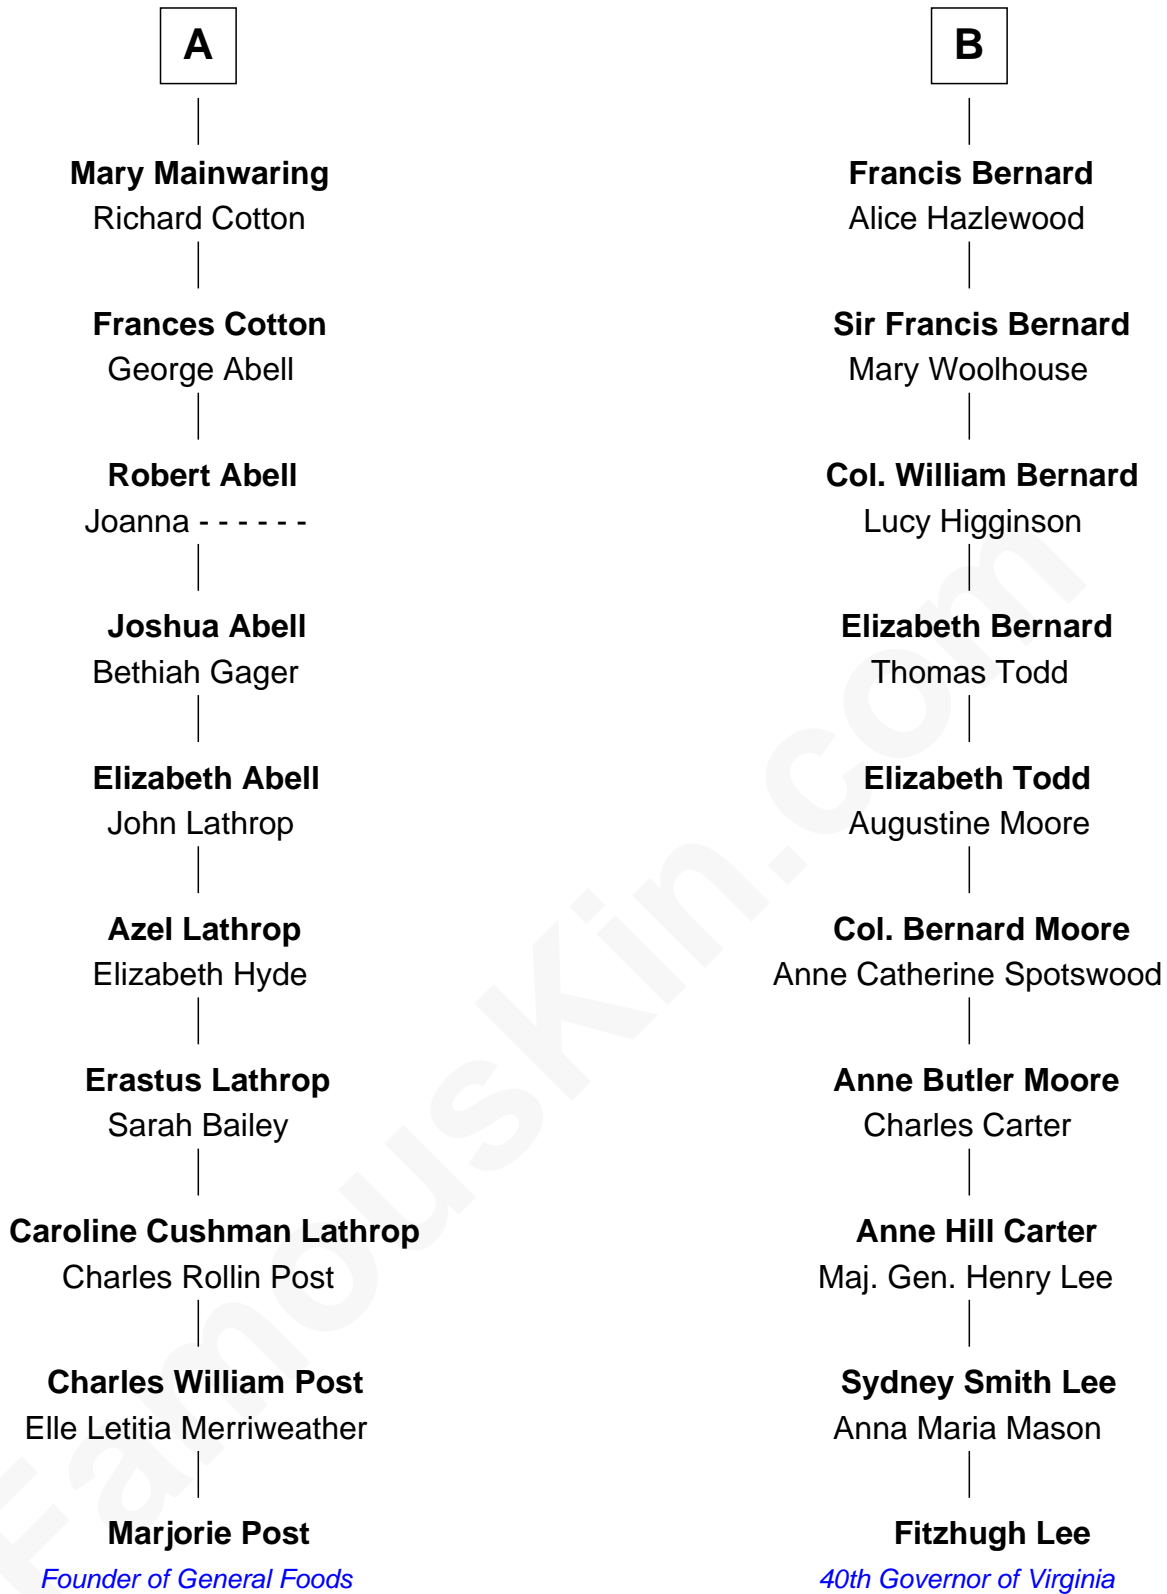 A
Mary Mainwaring
Richard Cotton
Frances Cotton
George Abell
Robert Abell
Joanna - - - - - -
Joshua Abell
Bethiah Gager
Elizabeth Abell
John Lathrop
Azel Lathrop
Elizabeth Hyde
Erastus Lathrop
Sarah Bailey
Caroline Cushman Lathrop
Charles Rollin Post
Charles William Post
Elle Letitia Merriweather
Marjorie Post
Founder of General Foods
B
Francis Bernard
Alice Hazlewood
Sir Francis Bernard
Mary Woolhouse
Col. William Bernard
Lucy Higginson
Elizabeth Bernard
Thomas Todd
Elizabeth Todd
Augustine Moore
Col. Bernard Moore
Anne Catherine Spotswood
Anne Butler Moore
Charles Carter
Anne Hill Carter
Maj. Gen. Henry Lee
Sydney Smith Lee
Anna Maria Mason
Fitzhugh Lee
40th Governor of Virginia
FamousKin.com